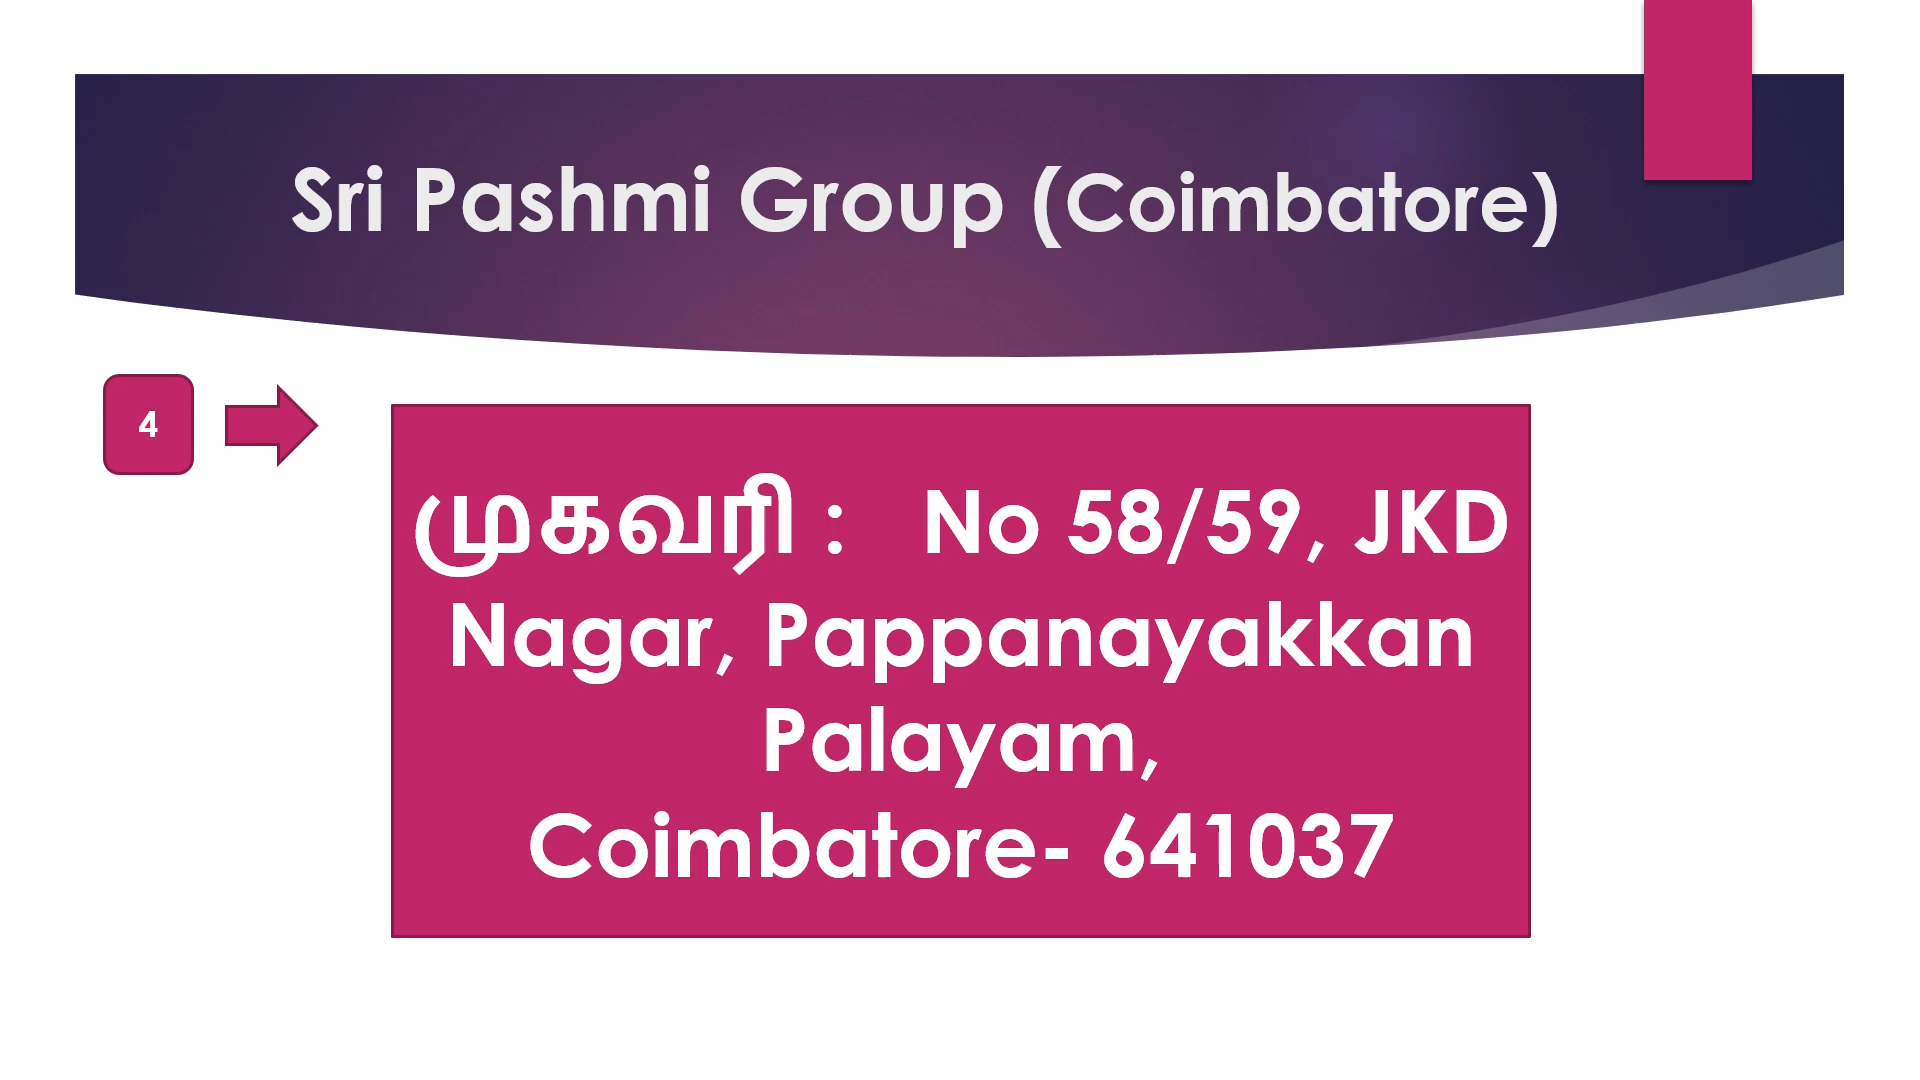 Sri Pashmi Group (Coimbatore)
4
முகவரி : No 58/59, JKD
Nagar, Pappanayakkan
Palayam,
Coimbatore- 641037